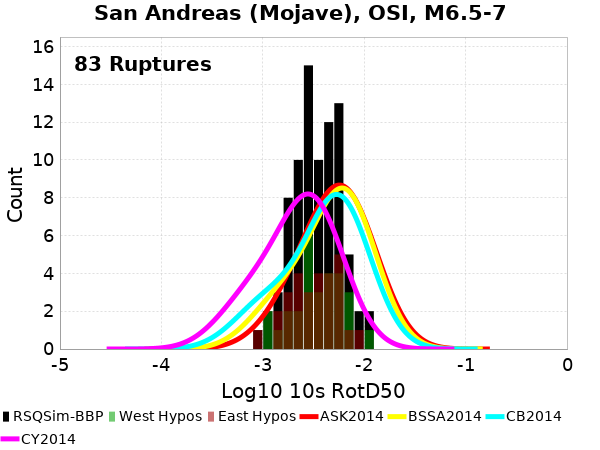 San Andreas (Mojave), OSI, M6.5-7
83 Ruptures
16
14
12
10
8
6
4
2
0
Count
-5 -4 -3 -2 -1 0
Log10 10s RotD50
RSQSim-BBP West Hypos East Hypos ASK2014 BSSA2014 CB2014
CY2014